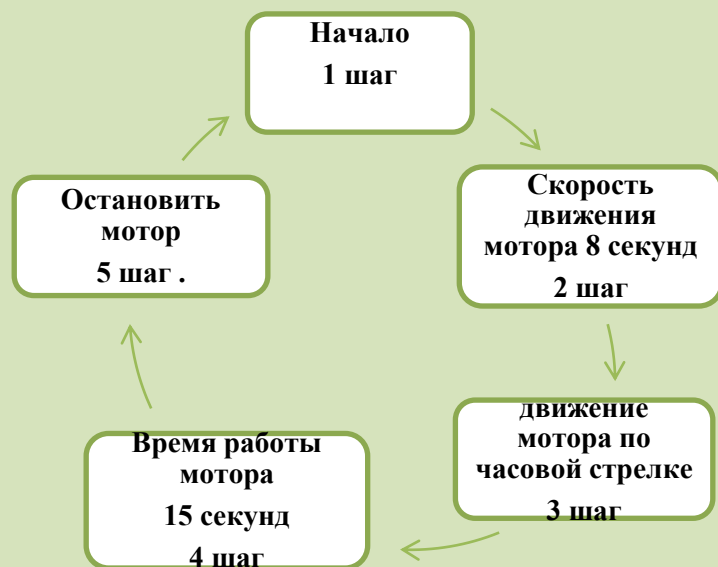 Начало
1 шаг
Скорость
движения
мотора 8 секунд
2 шаг
движение
мотора по
часовой стрелке
3 шаг
Время работы
мотора
15 секунд
4 шаг
Остановить
мотор
5 шаг .